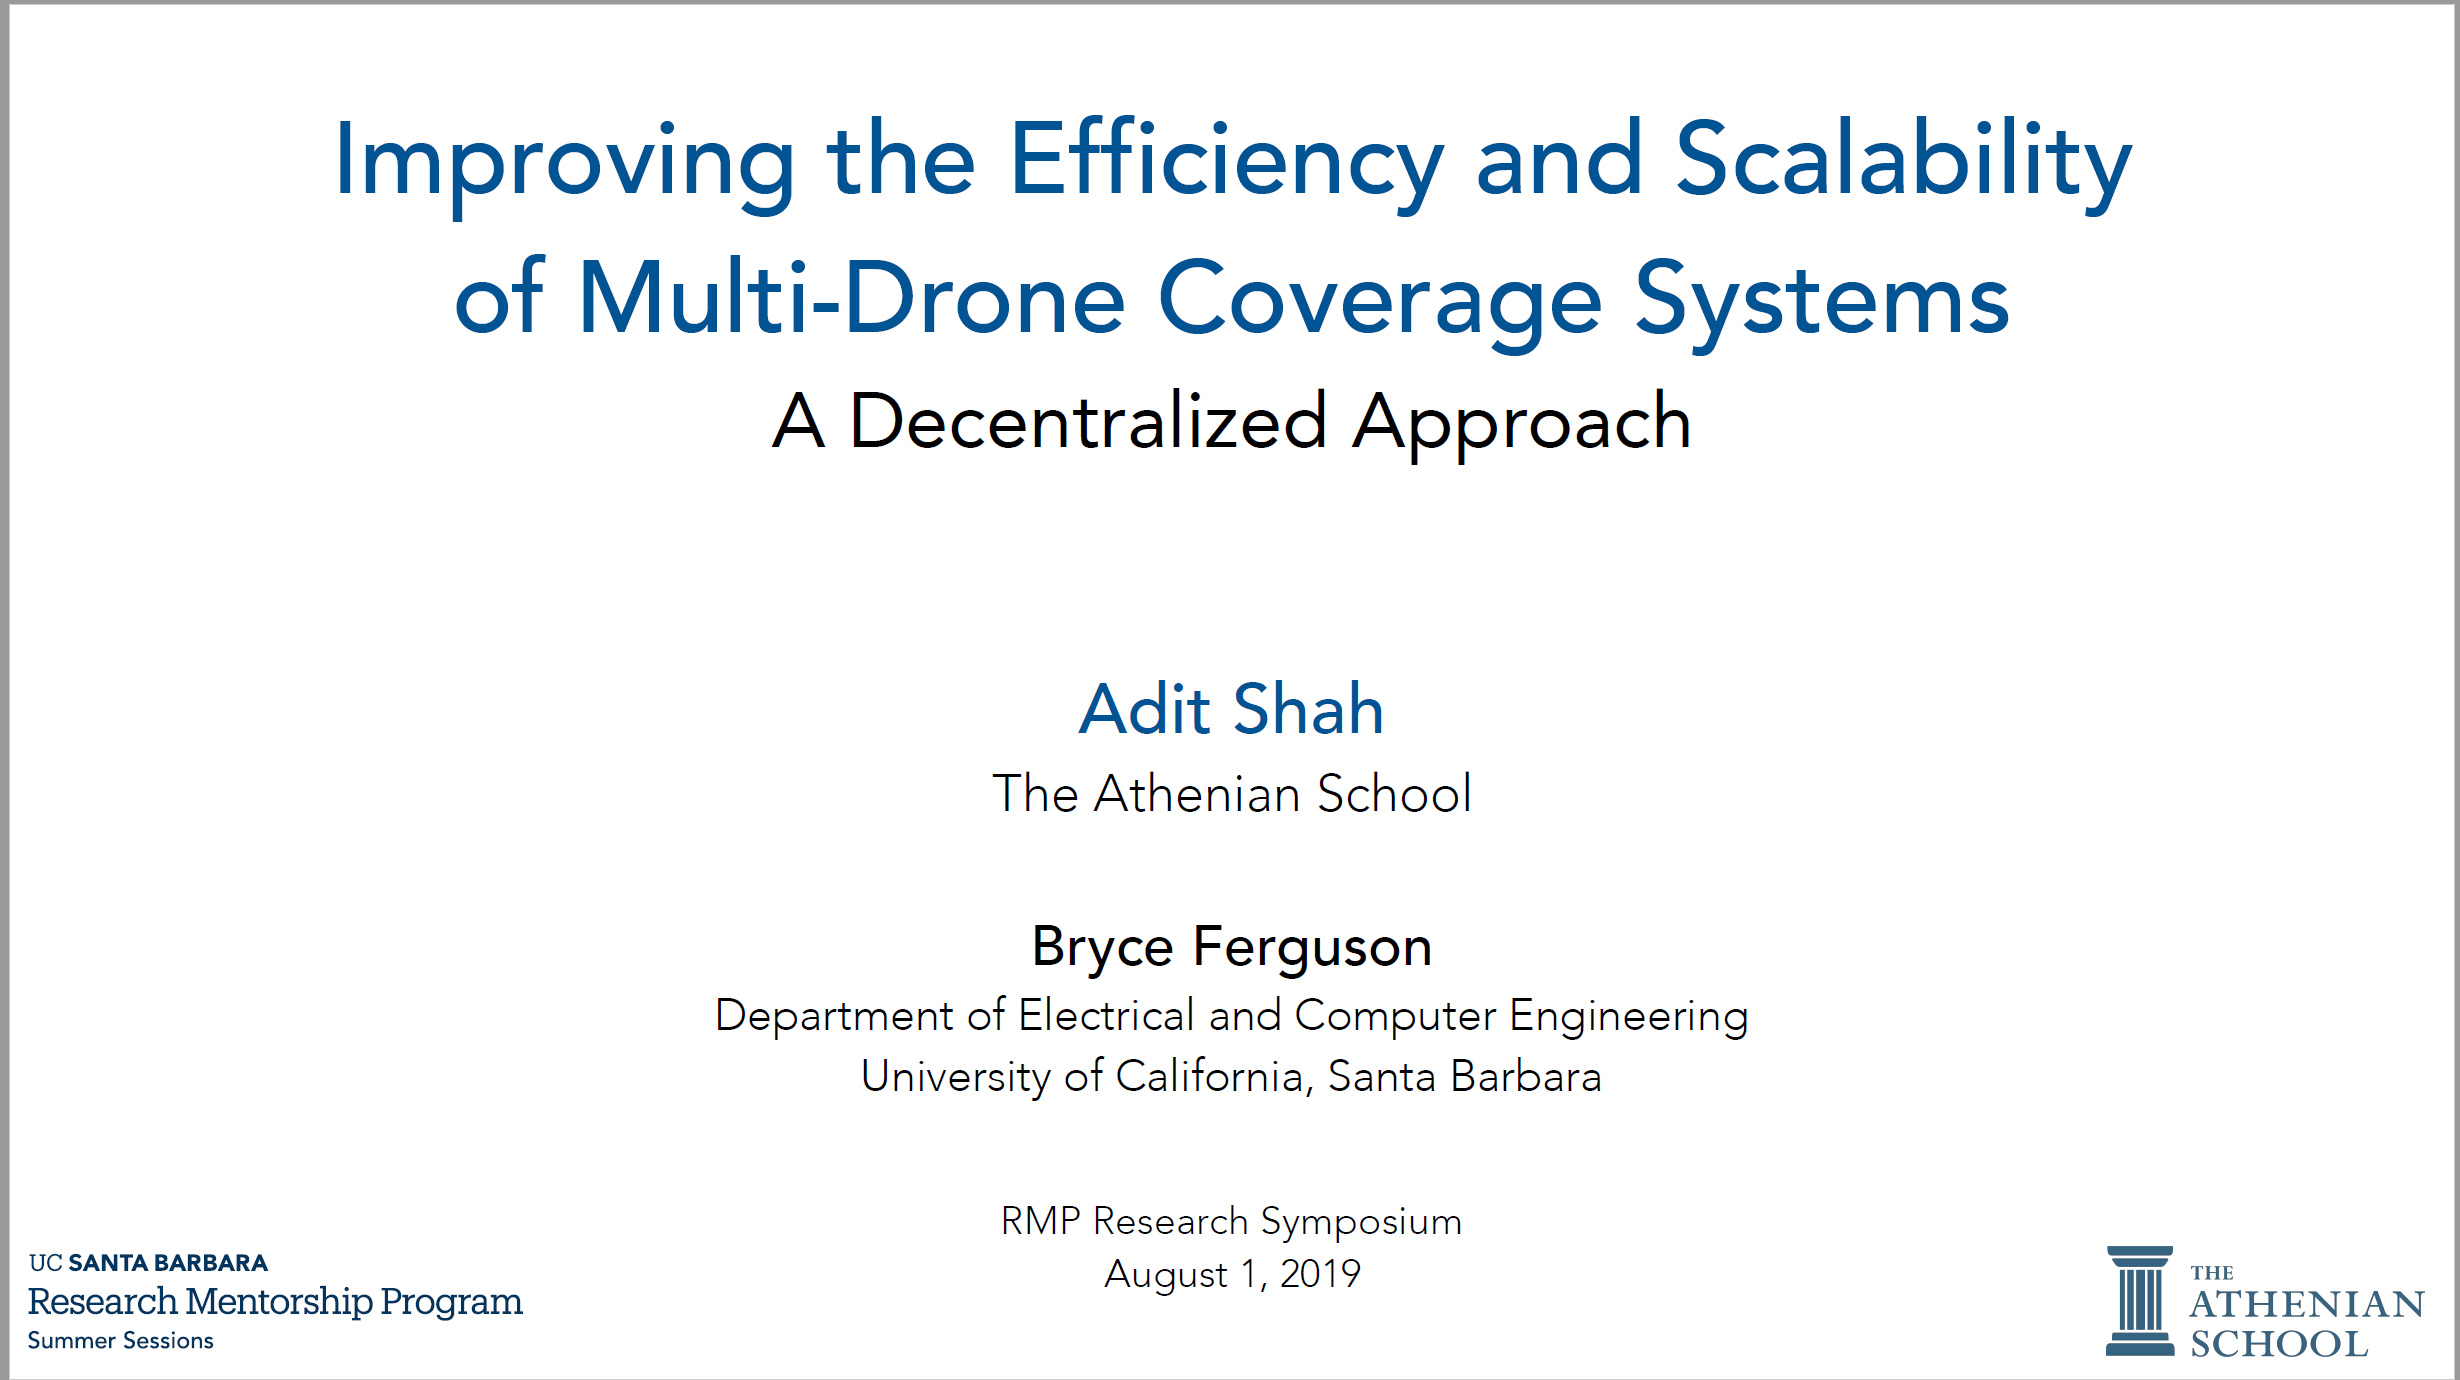 Improving the Efficiency and Scalability
of Multi-Drone Coverage Systems
A Decentralized Approach
Adit Shah
The Athenian School
Bryce Ferguson
Department of Electrical and Computer Engineering
University of California, Santa Barbara
RMP Research Symposium
August 1, 2019
UC SANTA BARBARA
Research Mentorship Program
Summer Sessions
THE
ATHENIAN
SCHOOL